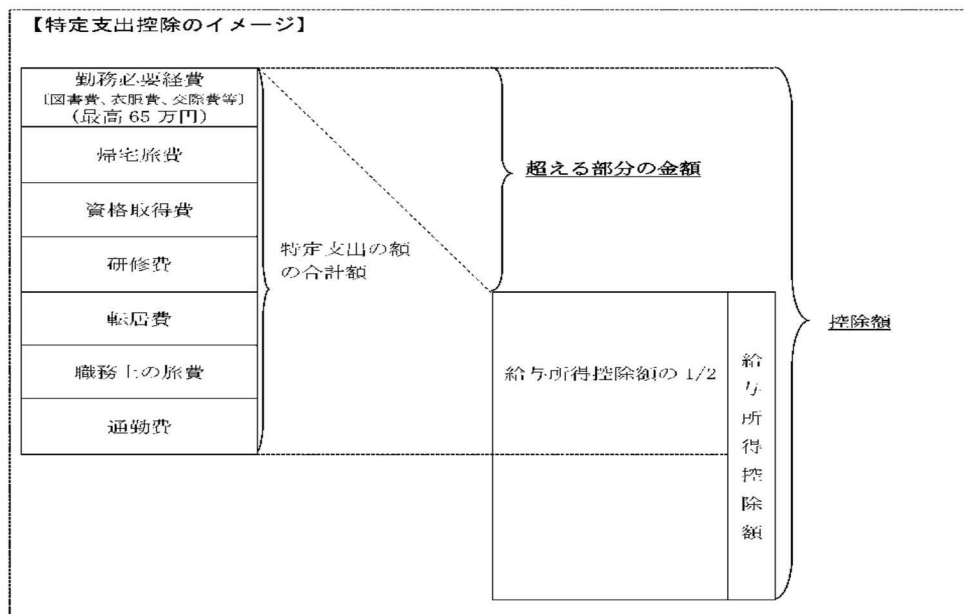 【特定支出控除のイメージ】
勤務必要経費
〔図書費、衣服費、交際費等〕
(最高 65 万円)
帰宅旅費
資格取得費
研修費
転居費
職務上の旅費
通勤費
特定支出の額
の合計額
超える部分の金額
給与所得控除額の 1/2
給与所得控除額
控除額